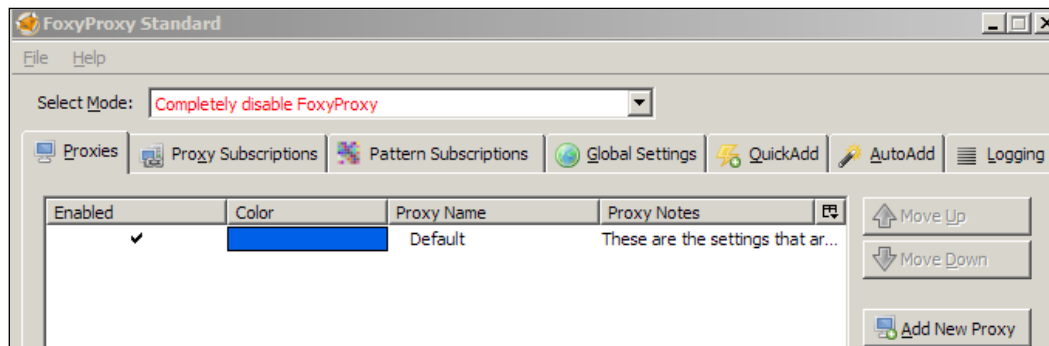 FoxyProxy Standard
File Help
Select Mode: Completely disable FoxyProxy
Proxies Proxy Subscriptions Pattern Subscriptions Global Settings QuickAdd AutoAdd Logging
Enabled Color Proxy Name Proxy Notes
Default These are the settings that ar...
Move Up
Move Down
Add New Proxy